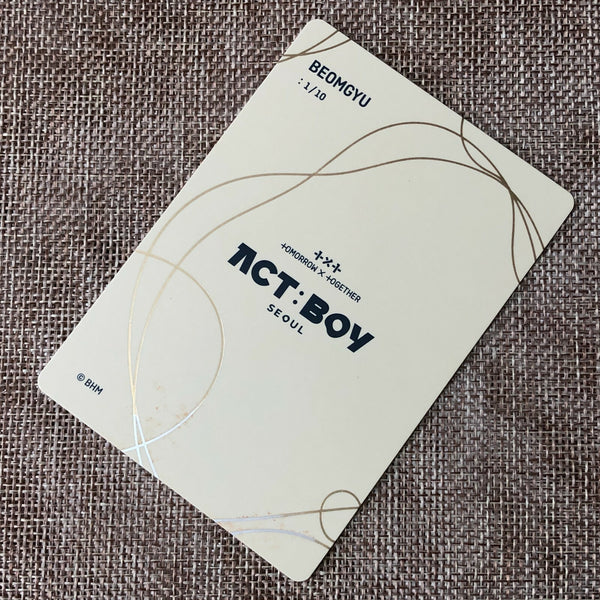 BEOMGYU
: 1/10
t×t
tOMORROW × tOGETHER
ACT : BOY
SEOUL
© BHM